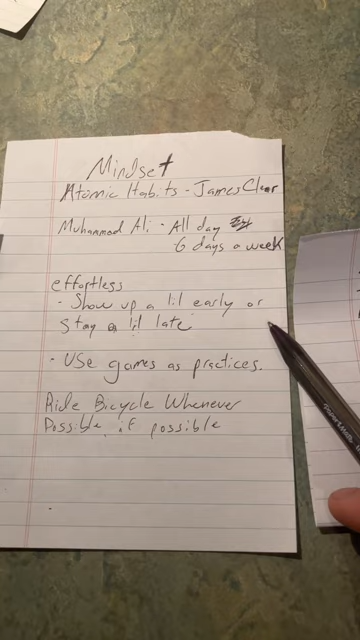 Mindset
Atomic Habits - James Clear
Muhammad Ali - All day
6 days a week
effortless
- Show up a lil early or
stay a lil late
- Use games as practices.
Ride Bicycle Whenever
Possible, if possible